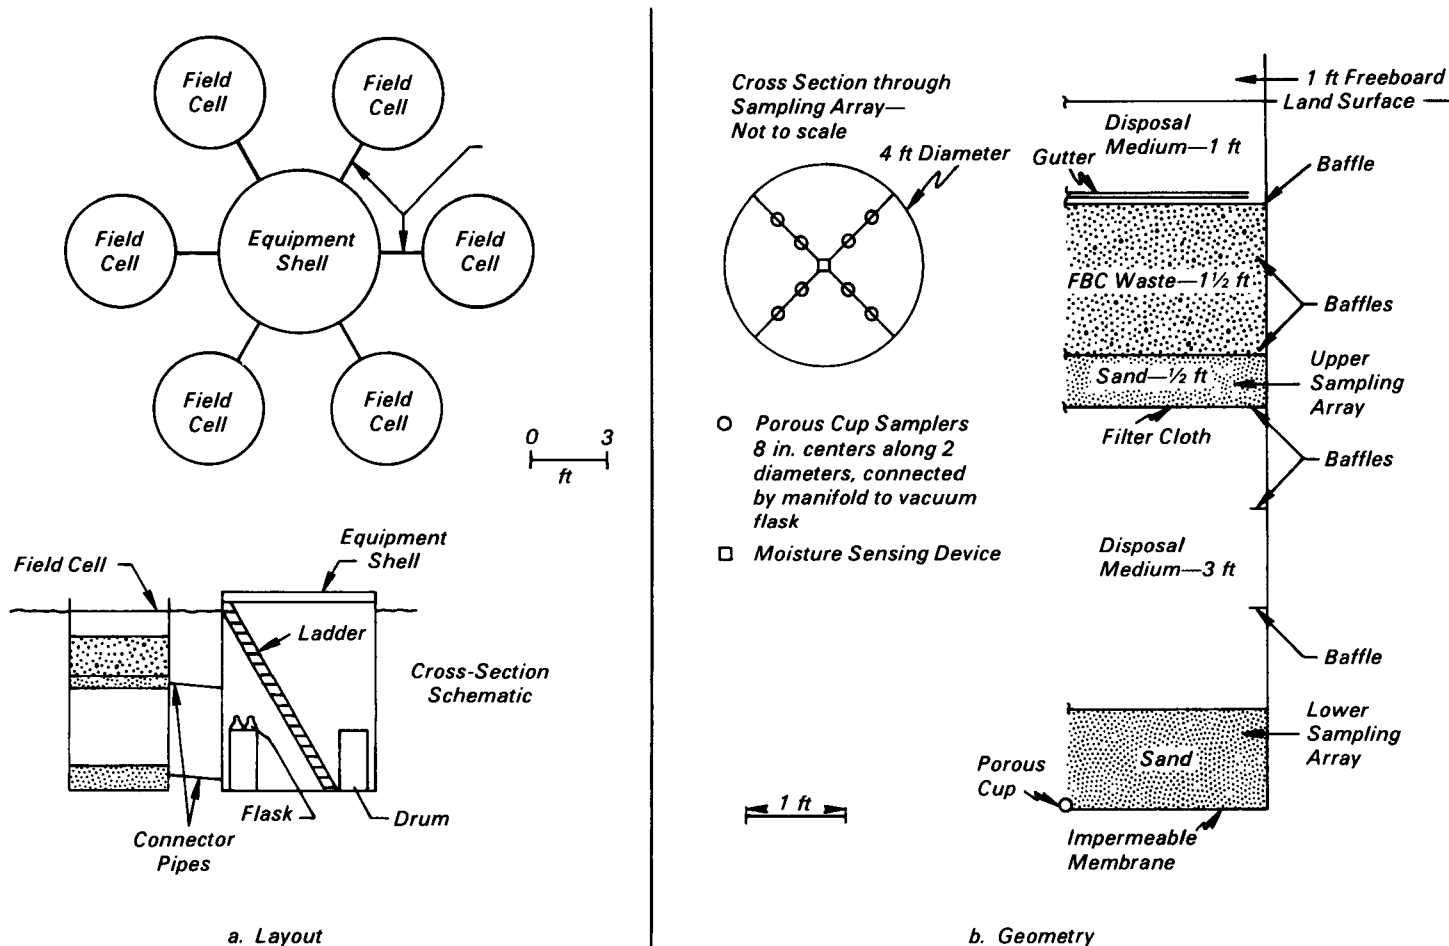 Field
Cell
Field
Cell
Field
Cell
Equipment
Shell
Field
Cell
Field
Cell
Field
Cell
0 3
ft
Equipment
Shell
Field Cell
Ladder
Cross-Section
Schematic
Flask
Drum
Connector
Pipes
a. Layout
Cross Section through
Sampling Array—
Not to scale
4 ft Diameter
Porous Cup Samplers
8 in. centers along 2
diameters, connected
by manifold to vacuum
flask
Moisture Sensing Device
1 ft
1 ft Freeboard
Land Surface
Disposal
Medium—1 ft
Gutter
Baffle
FBC Waste—1½ ft
Baffles
Sand—½ ft
Upper
Sampling
Array
Filter Cloth
Baffles
Disposal
Medium—3 ft
Baffle
Lower
Sampling
Array
Sand
Porous
Cup
Impermeable
Membrane
b. Geometry